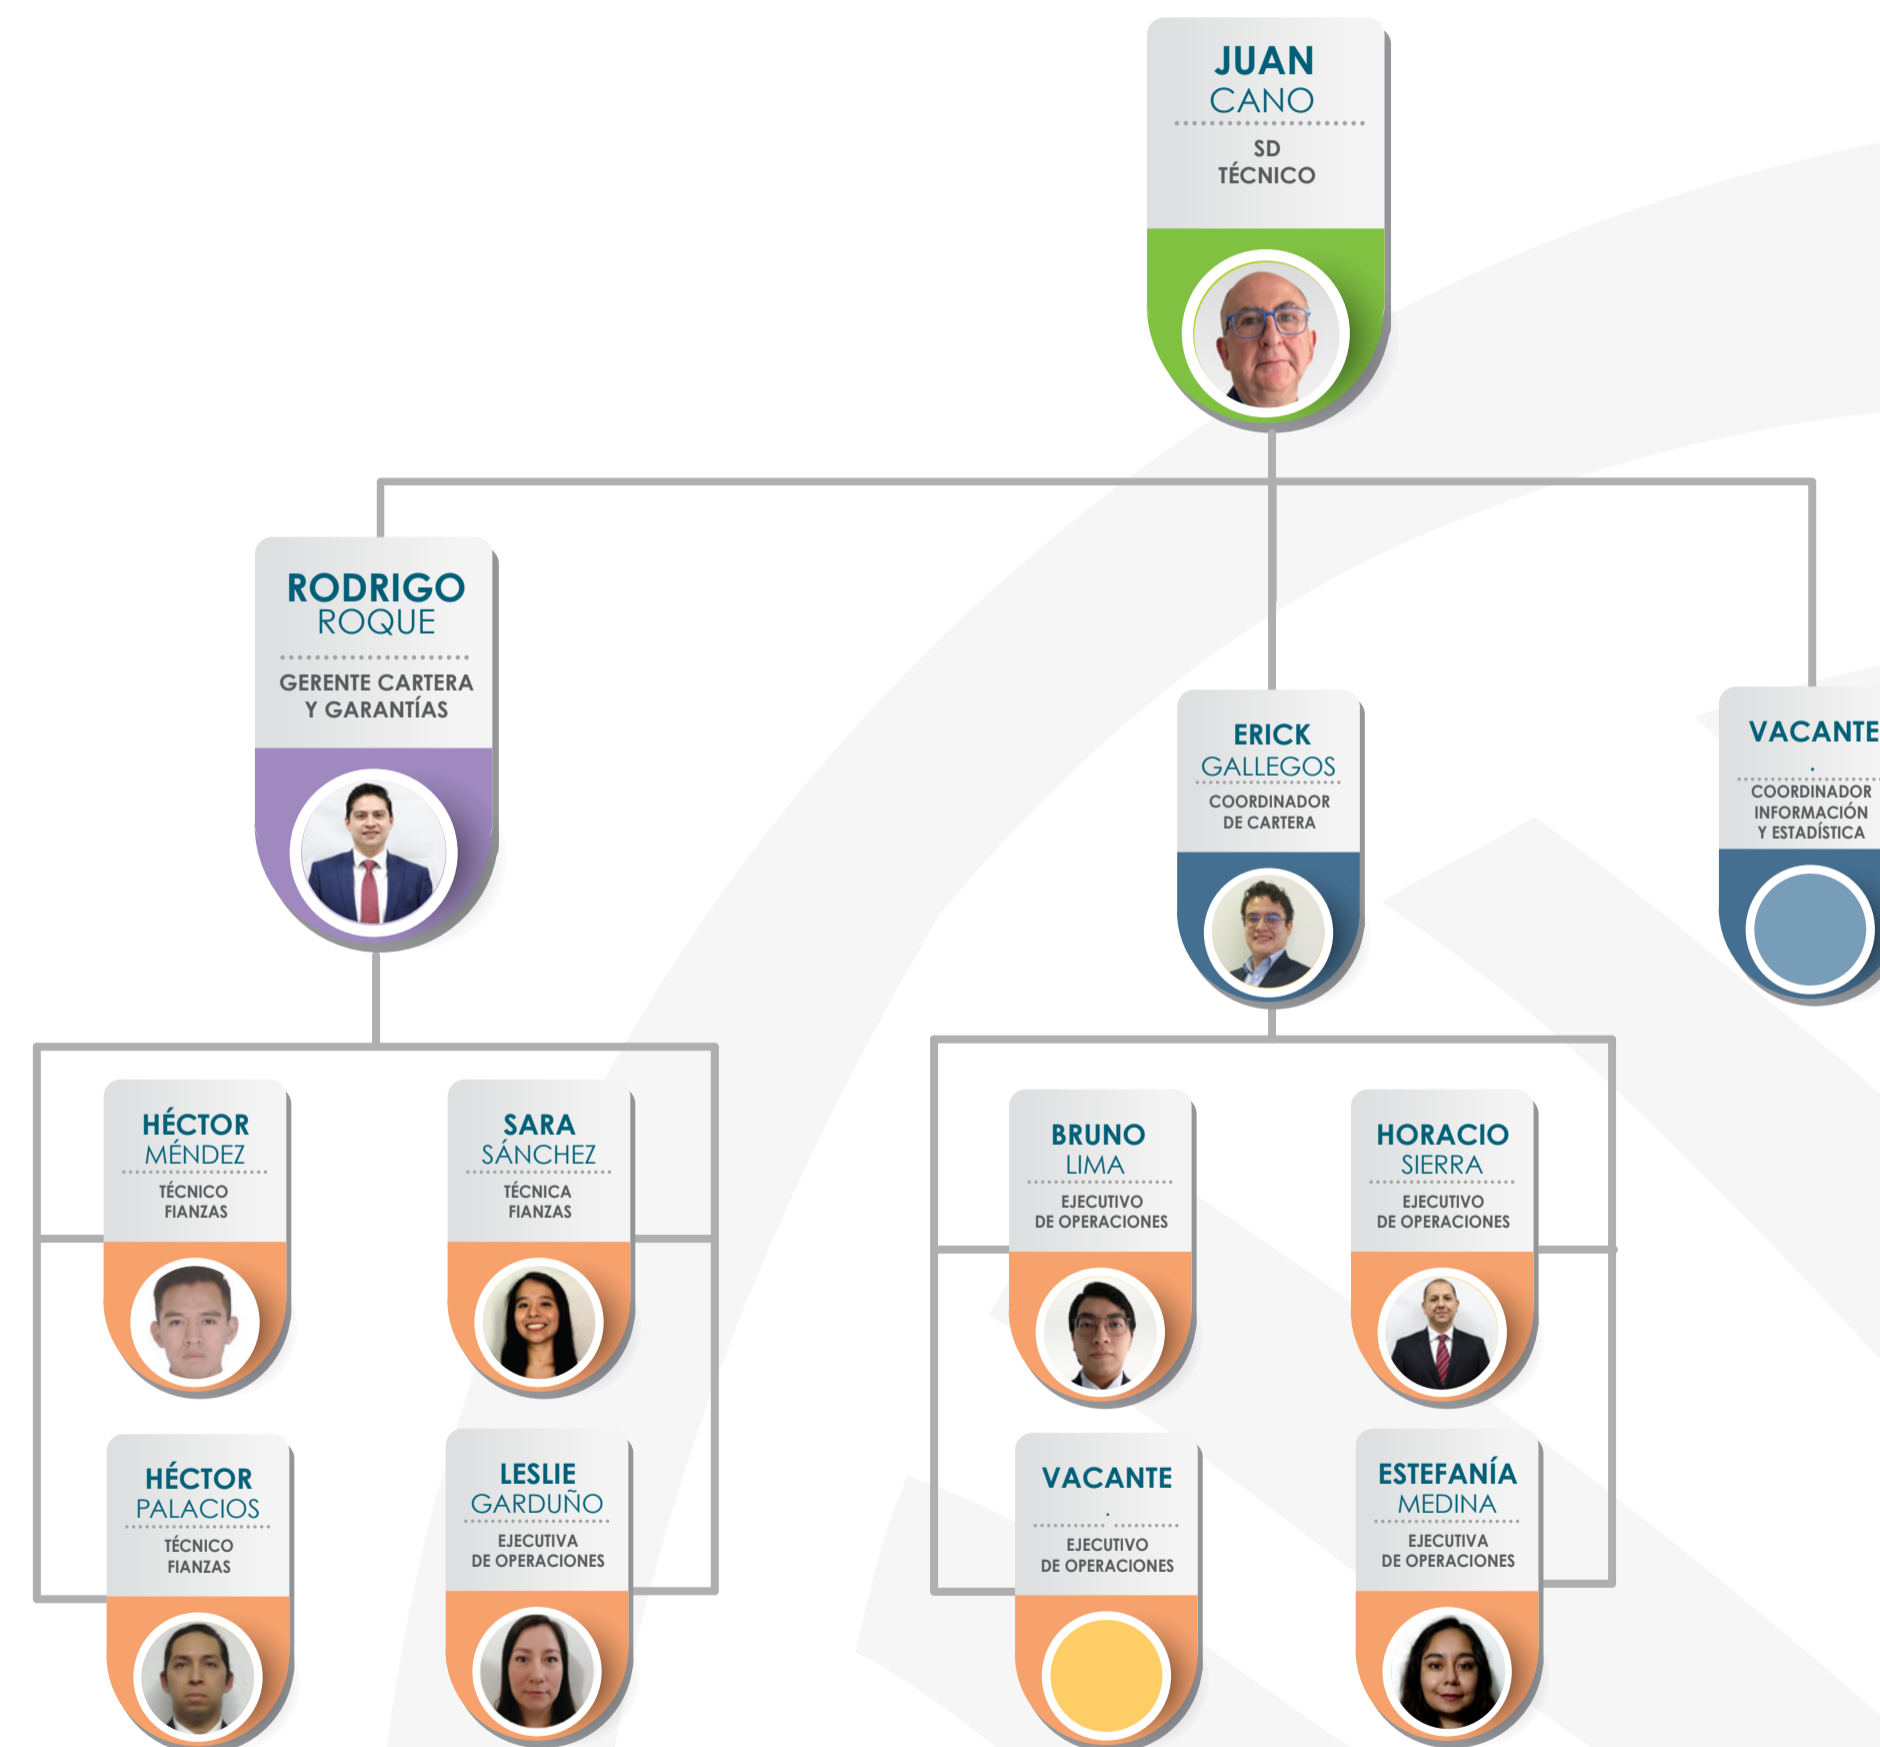 JUAN
CANO
SD
TÉCNICO
RODRIGO
ROQUE
GERENTE CARTERA
Y GARANTÍAS
ERICK
GALLEGOS
COORDINADOR
DE CARTERA
VACANTE
.
COORDINADOR
INFORMACIÓN
Y ESTADÍSTICA
HÉCTOR
MÉNDEZ
TÉCNICO
FIANZAS
SARA
SÁNCHEZ
TÉCNICA
FIANZAS
BRUNO
LIMA
EJECUTIVO
DE OPERACIONES
HORACIO
SIERRA
EJECUTIVO
DE OPERACIONES
HÉCTOR
PALACIOS
TÉCNICO
FIANZAS
LESLIE
GARDUÑO
EJECUTIVA
DE OPERACIONES
VACANTE
.
EJECUTIVO
DE OPERACIONES
ESTEFANÍA
MEDINA
EJECUTIVA
DE OPERACIONES